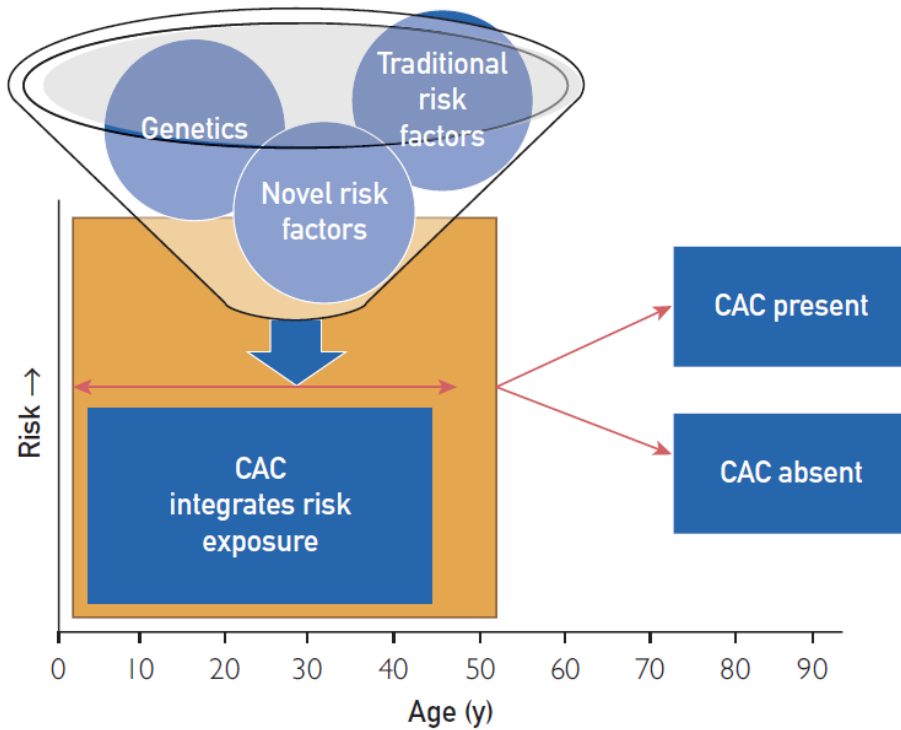 Traditional
risk
factors
Genetics
Novel risk
factors
CAC present
Risk →
CAC
integrates risk
exposure
CAC absent
0 10 20 30 40 50 60 70 80 90
Age (y)